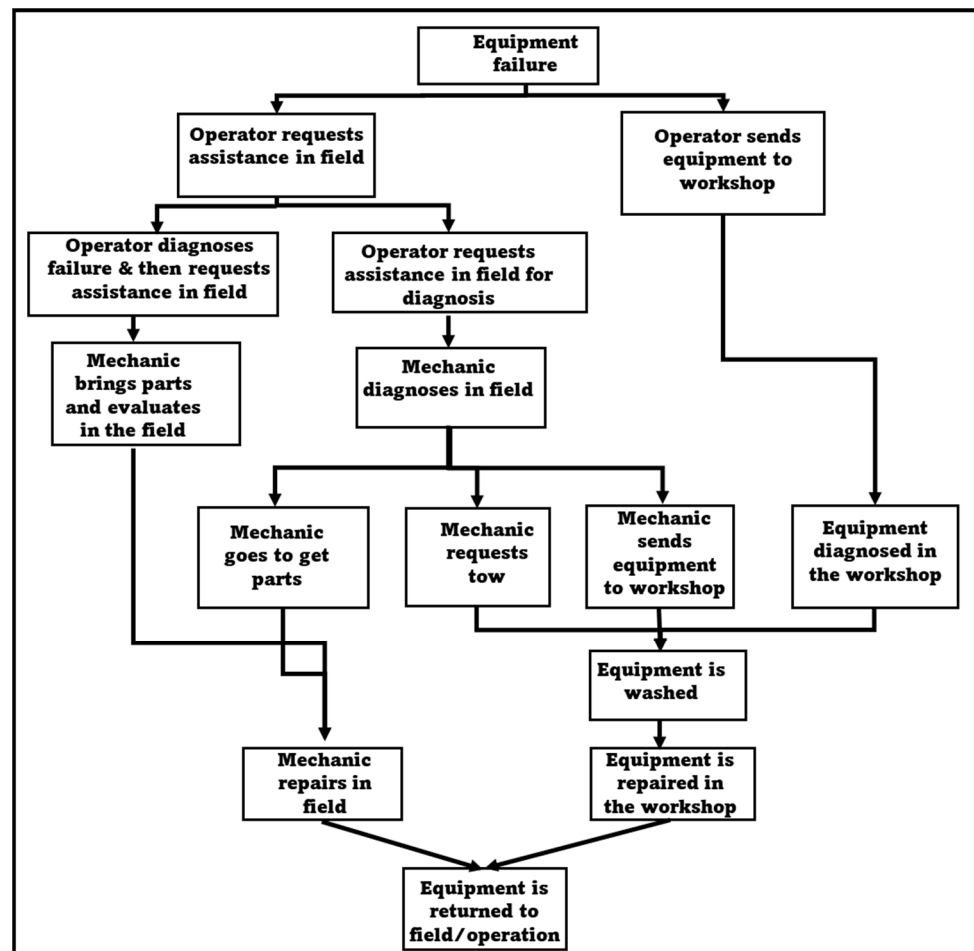 Equipment
failure
Operator requests
assistance in field
Operator sends
equipment to
workshop
Operator diagnoses
failure & then requests
assistance in field
Operator requests
assistance in field for
diagnosis
Mechanic
brings parts
and evaluates
in the field
Mechanic
diagnoses in field
Mechanic
goes to get
parts
Mechanic
requests
tow
Mechanic
sends
equipment
to workshop
Equipment
diagnosed in
the workshop
Equipment is
washed
Mechanic
repairs in
field
Equipment is
repaired in
the workshop
Equipment is
returned to
field/operation